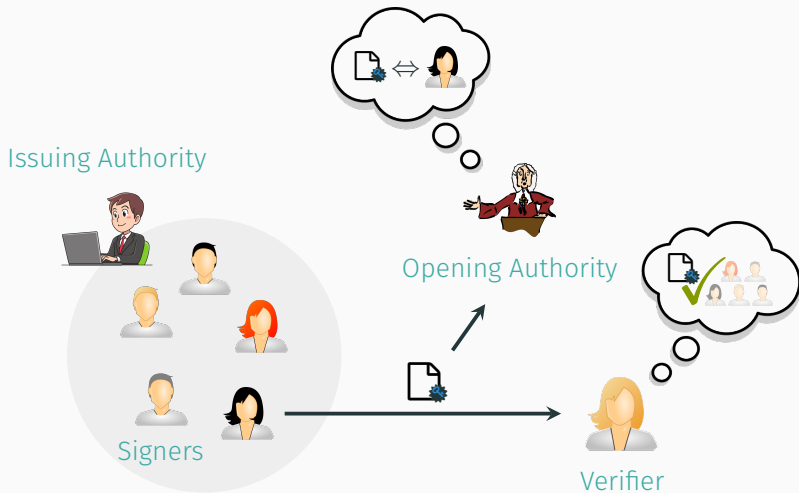 ⇔
Issuing Authority
Opening Authority
Signers
Verifier